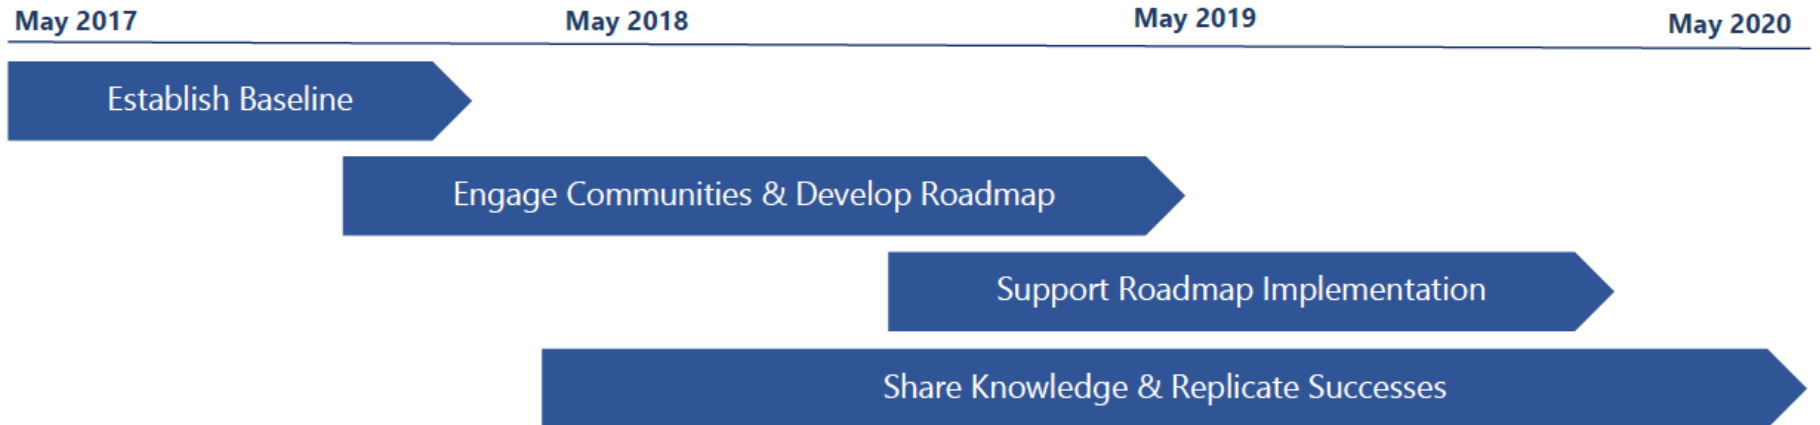 May 2017
May 2018
May 2019
May 2020
Establish Baseline
Engage Communities & Develop Roadmap
Support Roadmap Implementation
Share Knowledge & Replicate Successes